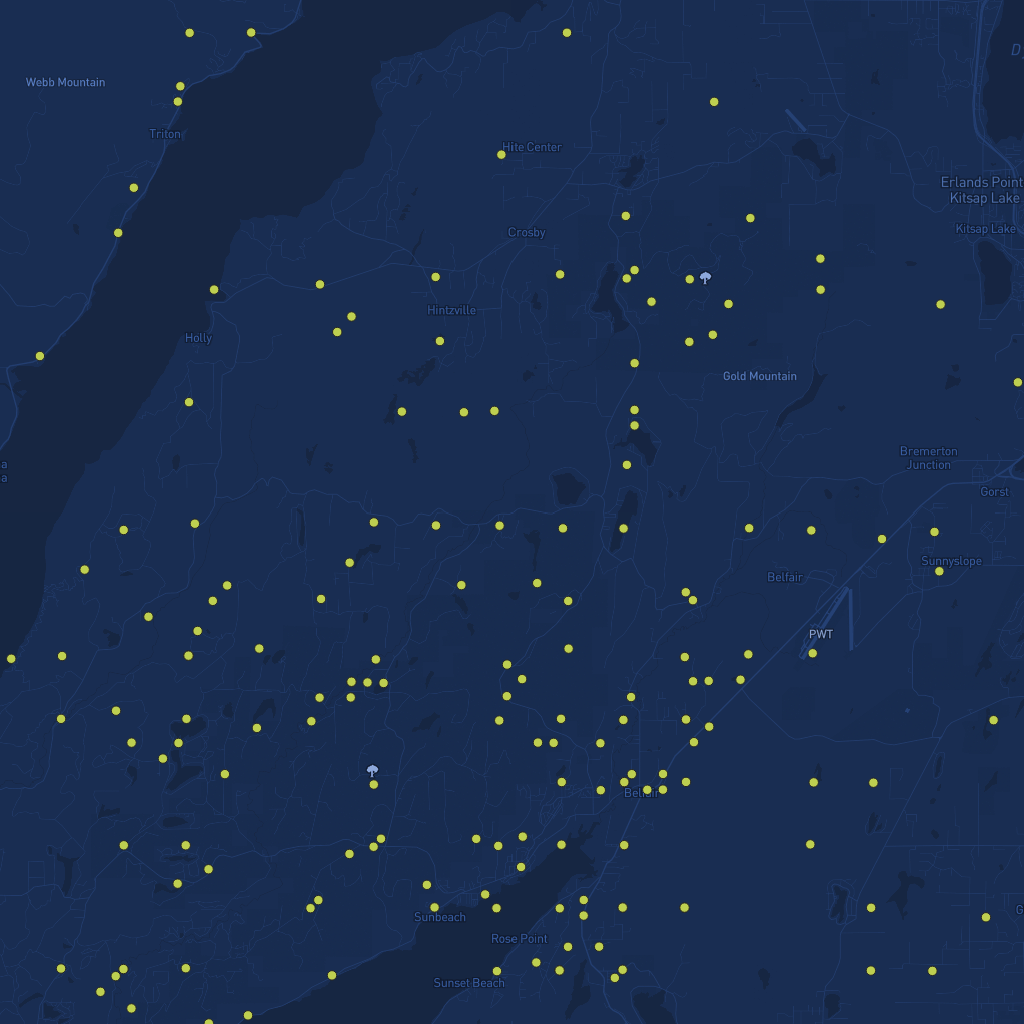 Webb Mountain
Triton
Hite Center
Erlands Point
Kitsap Lake
Kitsap Lake
Crosby
Hintzville
Holly
Gold Mountain
a
a
Bremerton
Junction
Gorst
Sunnyslope
Belfair
PWT
Belfair
Sunbeach
Rose Point
Sunset Beach
D
G